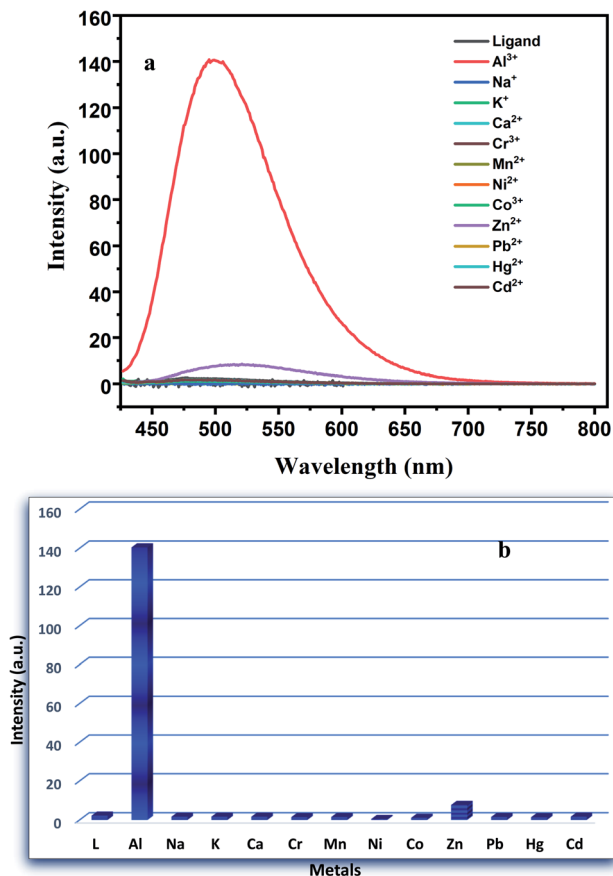 160
140
120
100
80
60
40
20
0
Intensity (a.u.)
a
Ligand
Al³⁺
Na⁺
K⁺
Ca²⁺
Cr³⁺
Mn²⁺
Ni²⁺
Co³⁺
Zn²⁺
Pb²⁺
Hg²⁺
Cd²⁺
450 500 550 600 650 700 750 800
Wavelength (nm)
b
160
140
120
100
80
60
40
20
0
Intensity (a.u.)
L Al Na K Ca Cr Mn Ni Co Zn Pb Hg Cd
Metals